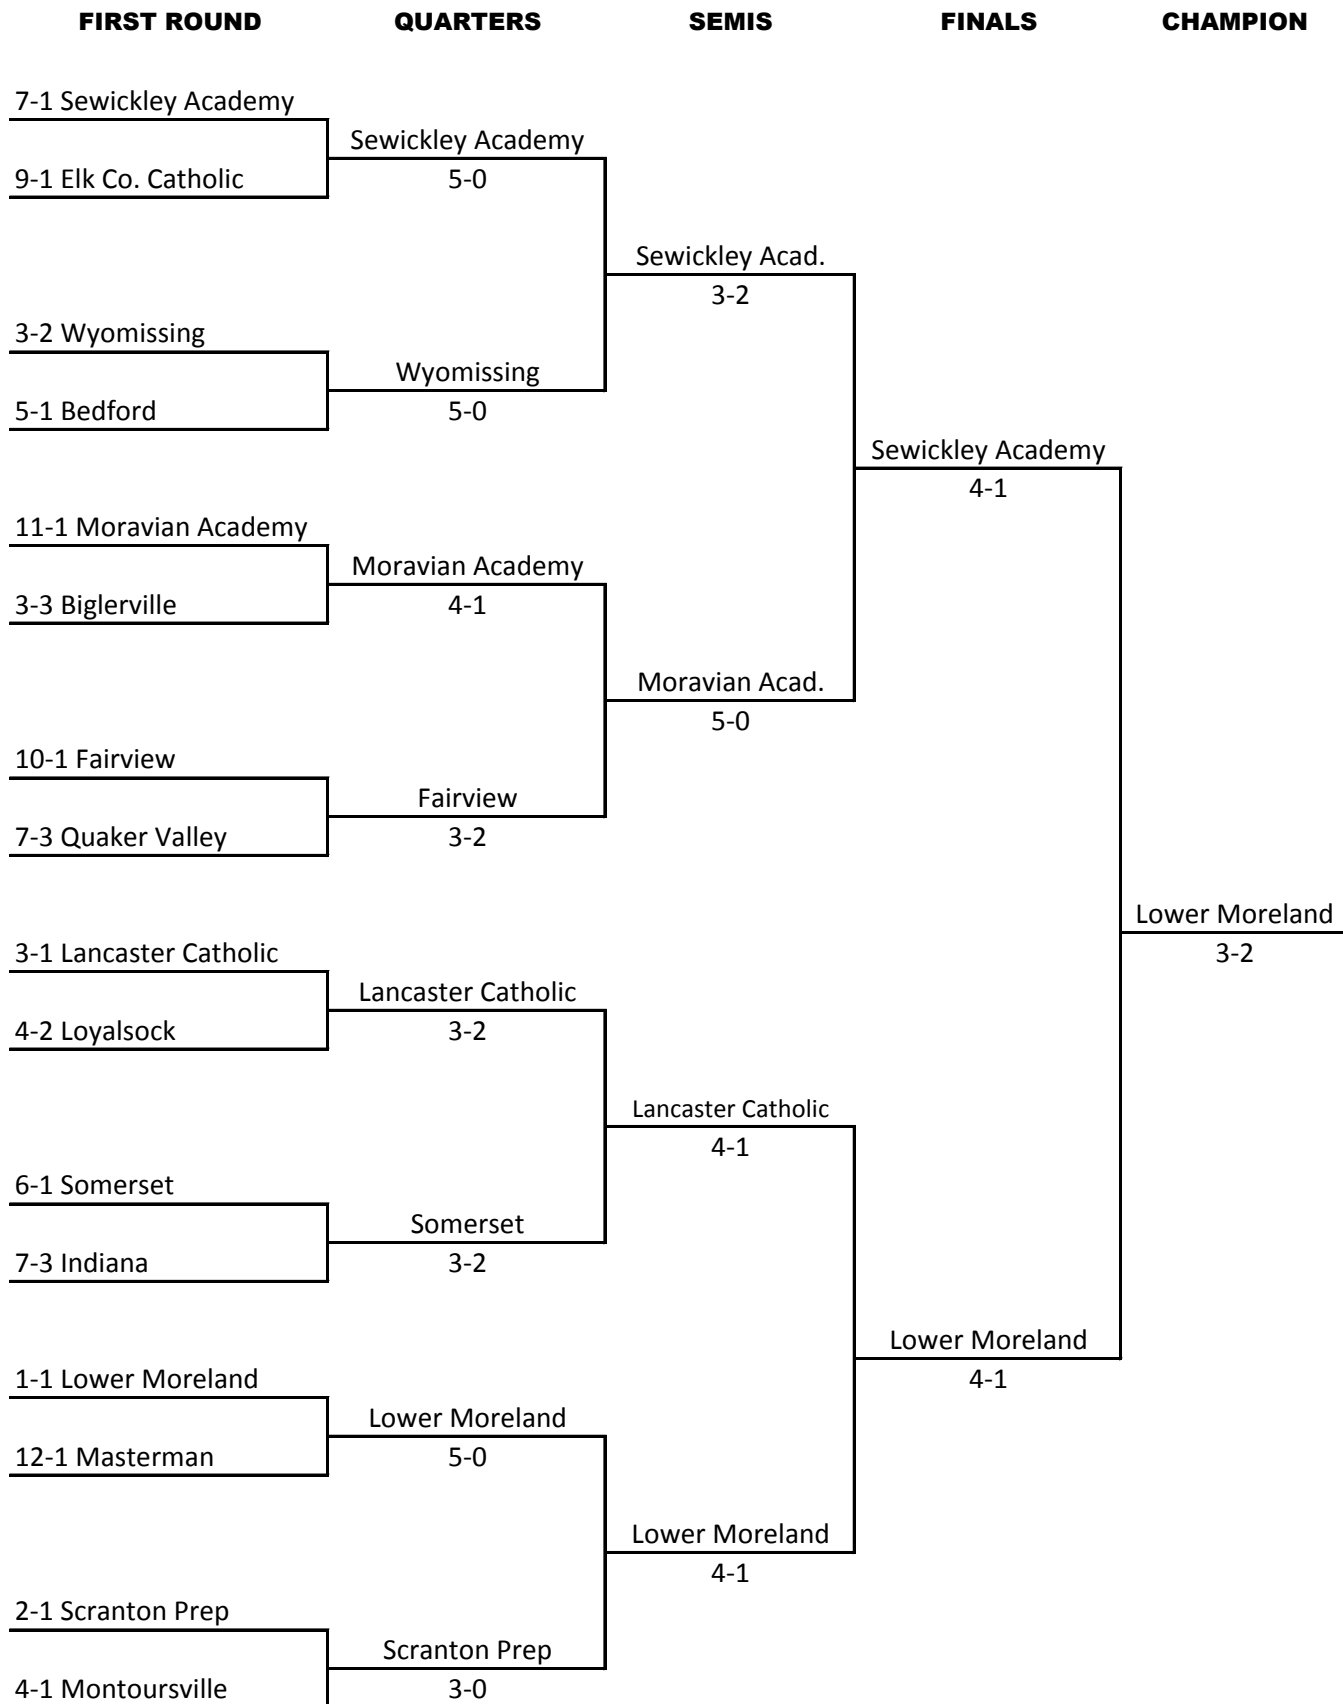 FIRST ROUND QUARTERS SEMIS FINALS CHAMPION
7-1 Sewickley Academy
Sewickley Academy
9-1 Elk Co. Catholic
5-0
Sewickley Acad.
3-2
3-2 Wyomissing
Wyomissing
5-1 Bedford
5-0
Sewickley Academy
4-1
11-1 Moravian Academy
Moravian Academy
3-3 Biglerville
4-1
Moravian Acad.
5-0
10-1 Fairview
Fairview
7-3 Quaker Valley
3-2
Lower Moreland
3-2
3-1 Lancaster Catholic
Lancaster Catholic
4-2 Loyalsock
3-2
Lancaster Catholic
4-1
6-1 Somerset
Somerset
7-3 Indiana
3-2
Lower Moreland
4-1
1-1 Lower Moreland
Lower Moreland
12-1 Masterman
5-0
Lower Moreland
4-1
2-1 Scranton Prep
Scranton Prep
4-1 Montoursville
3-0